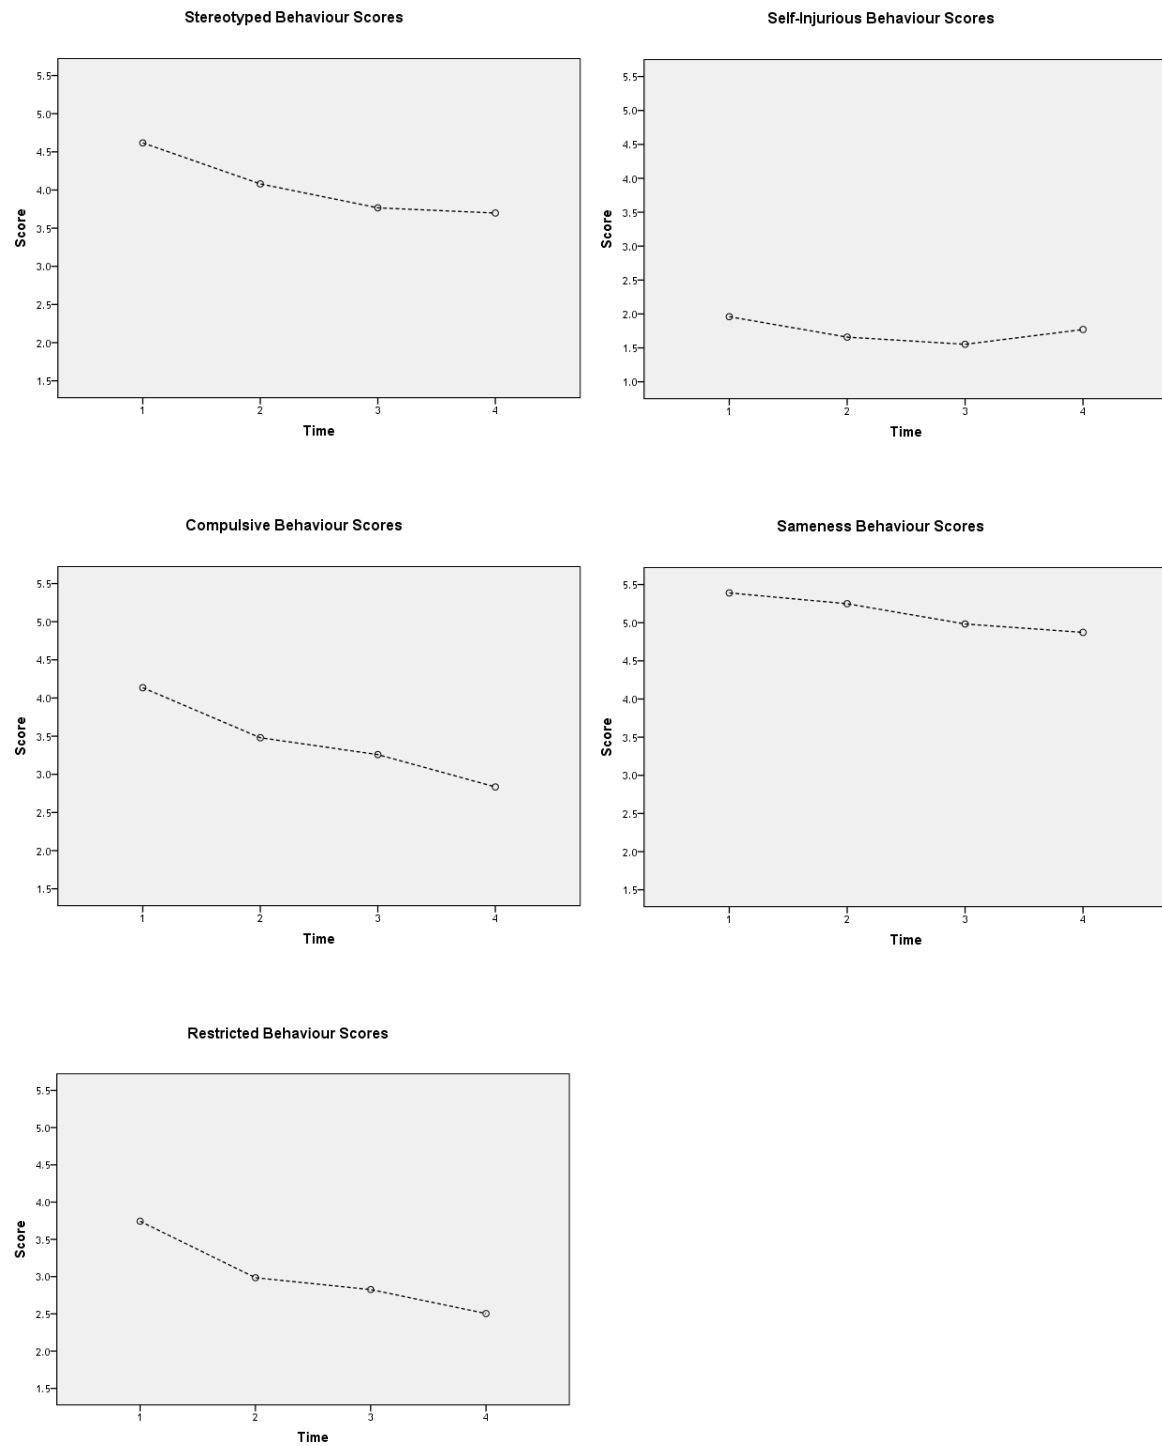 Stereotyped Behaviour Scores
5.5
5.0
4.5
4.0
3.5
3.0
2.5
2.0
1.5
Score
1 2 3 4
Time
Self-Injurious Behaviour Scores
5.5
5.0
4.5
4.0
3.5
3.0
2.5
2.0
1.5
1.0
Score
1 2 3 4
Time
Compulsive Behaviour Scores
5.5
5.0
4.5
4.0
3.5
3.0
2.5
2.0
1.5
Score
1 2 3 4
Time
Sameness Behaviour Scores
5.5
5.0
4.5
4.0
3.5
3.0
2.5
2.0
1.5
Score
1 2 3 4
Time
Restricted Behaviour Scores
5.5
5.0
4.5
4.0
3.5
3.0
2.5
2.0
1.5
Score
1 2 3 4
Time